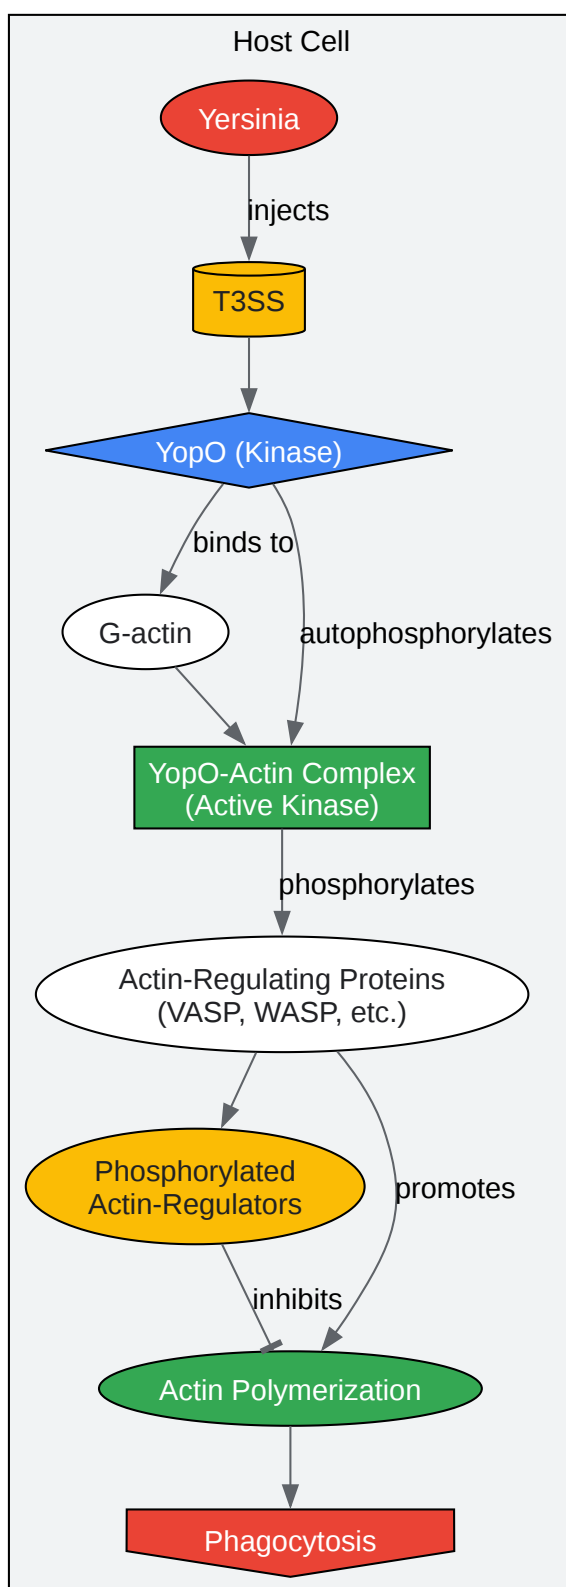 Host Cell
Yersinia
injects
T3SS
YopO (Kinase)
binds to
G-actin
autophosphorylates
YopO-Actin Complex
(Active Kinase)
phosphorylates
Actin-Regulating Proteins
(VASP, WASP, etc.)
Phosphorylated
Actin-Regulators
promotes
inhibits
Actin Polymerization
Phagocytosis